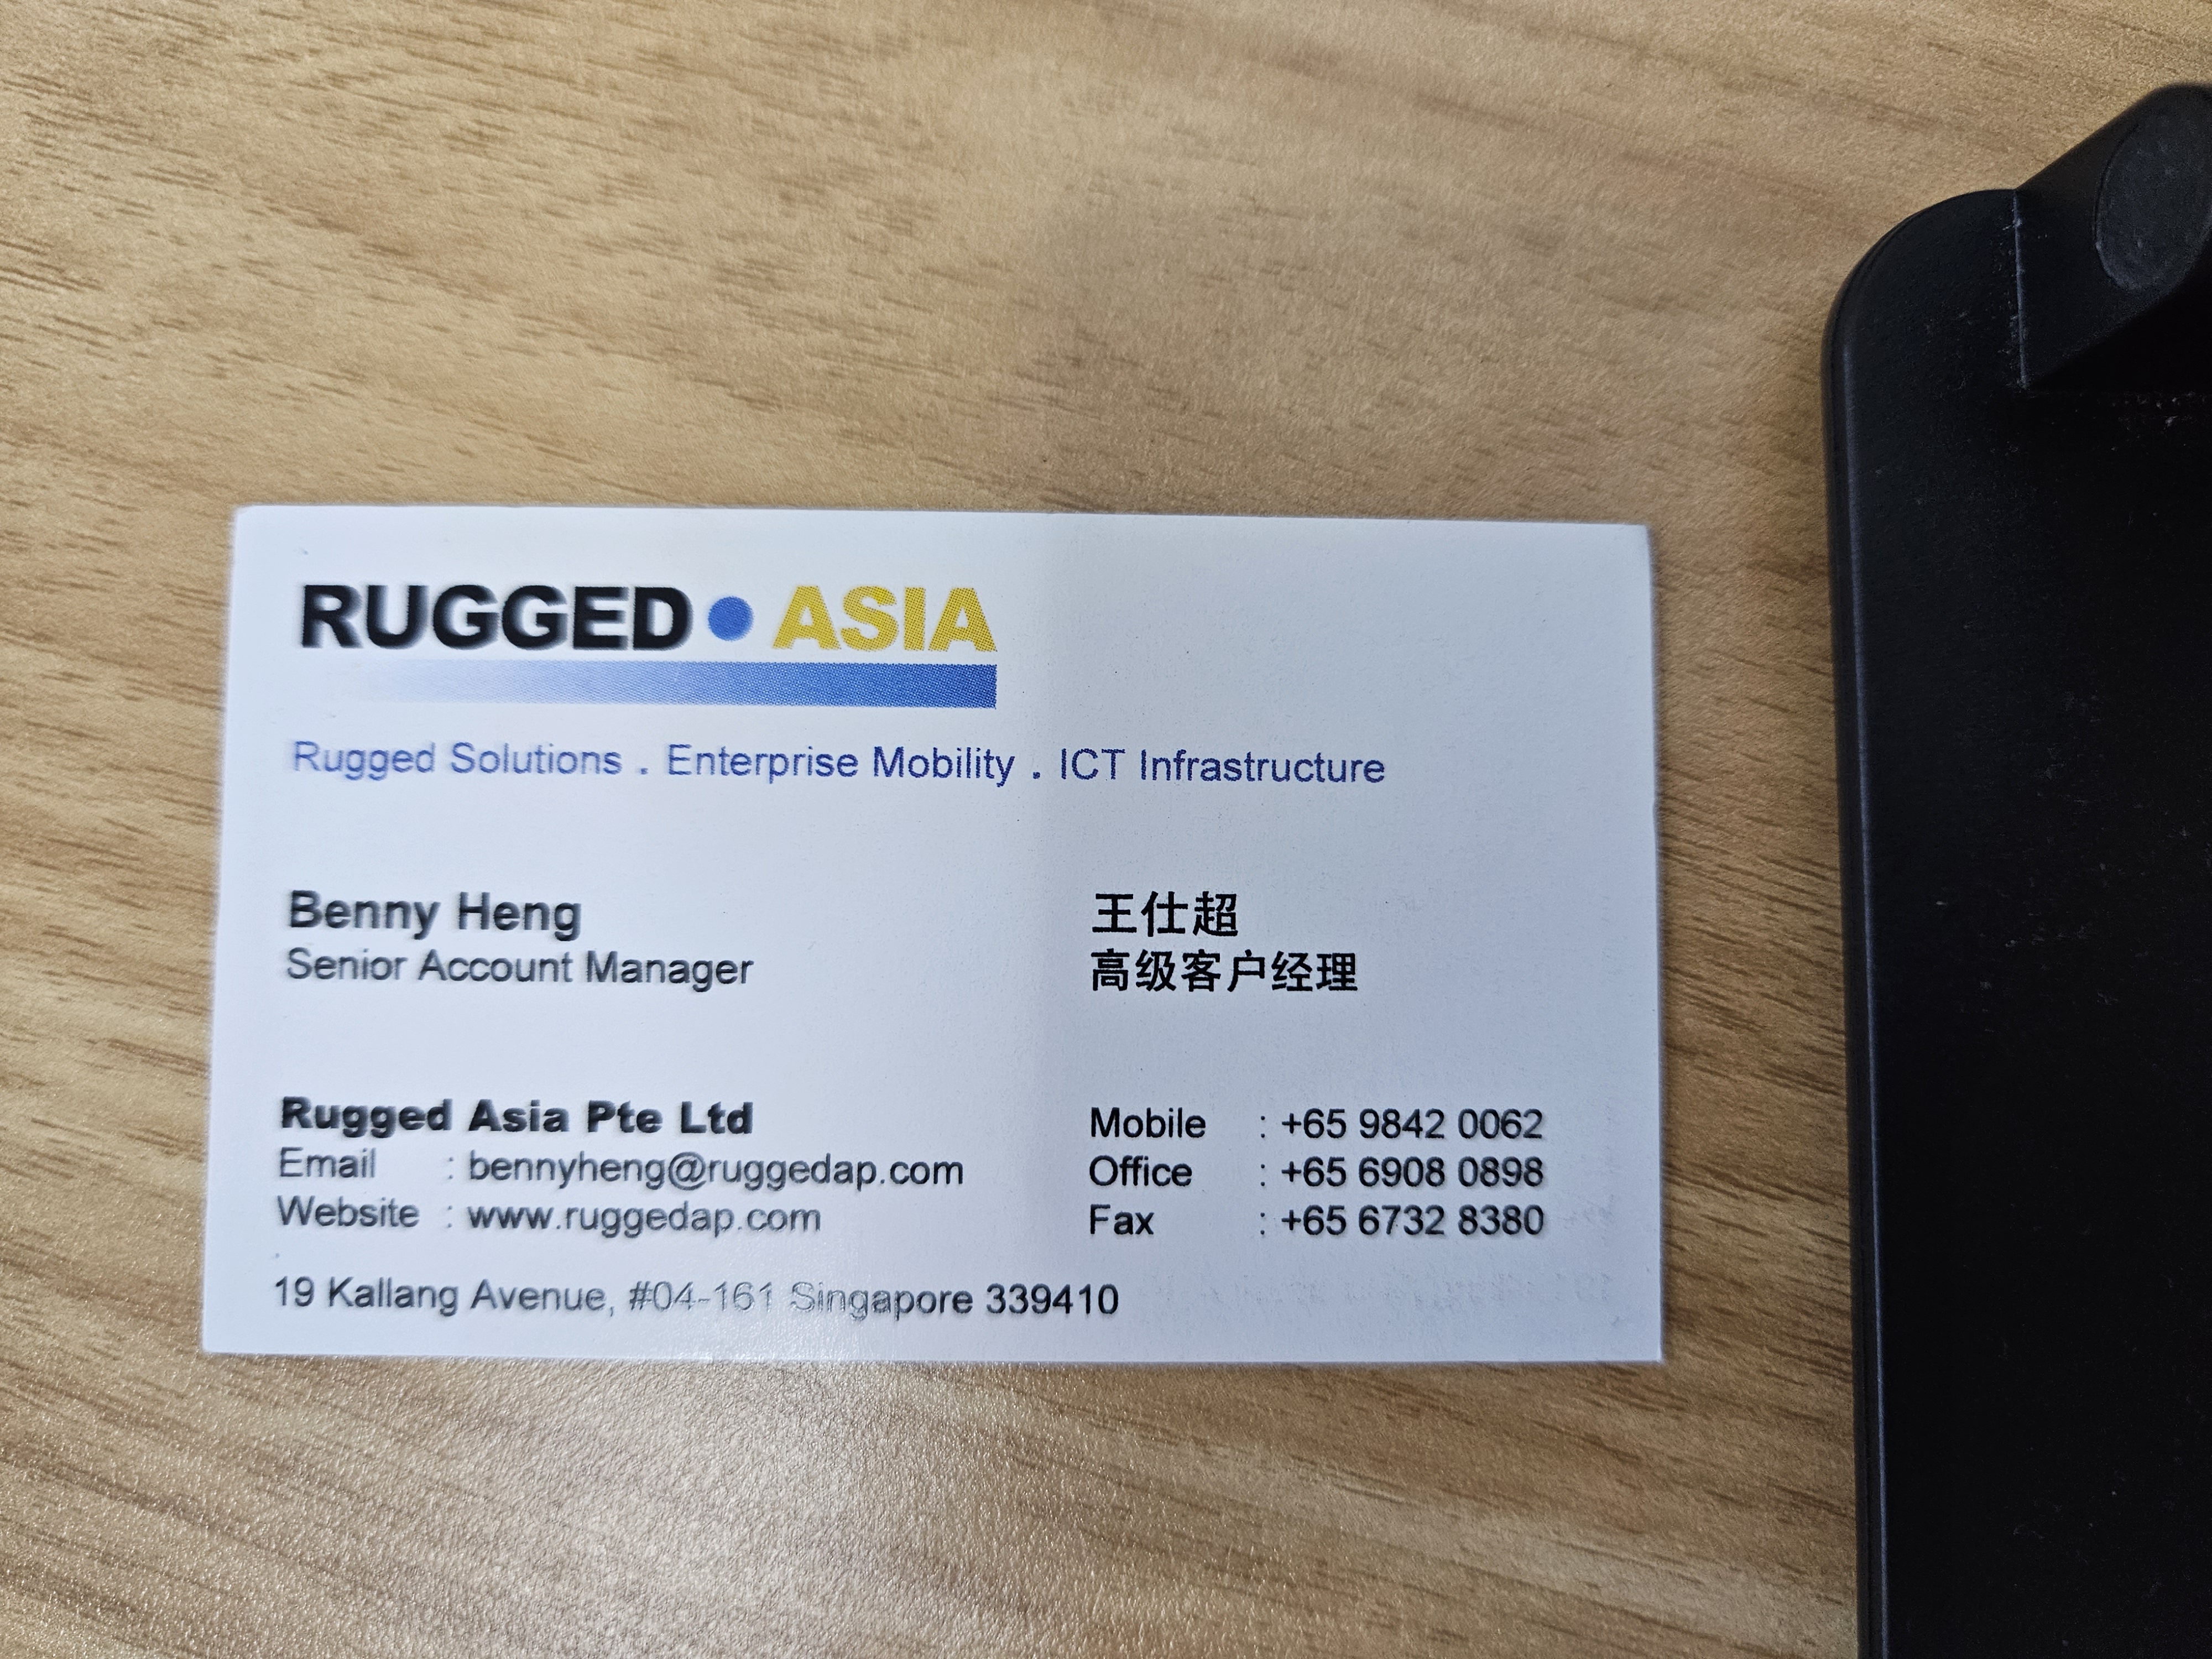 RUGGED • ASIA
Rugged Solutions . Enterprise Mobility . ICT Infrastructure
Benny Heng
Senior Account Manager
王仕超
高级客户经理
Rugged Asia Pte Ltd
Email : bennyheng@ruggedap.com
Website : www.ruggedap.com
Mobile : +65 9842 0062
Office : +65 6908 0898
Fax : +65 6732 8380
19 Kallang Avenue, #04-161 Singapore 339410